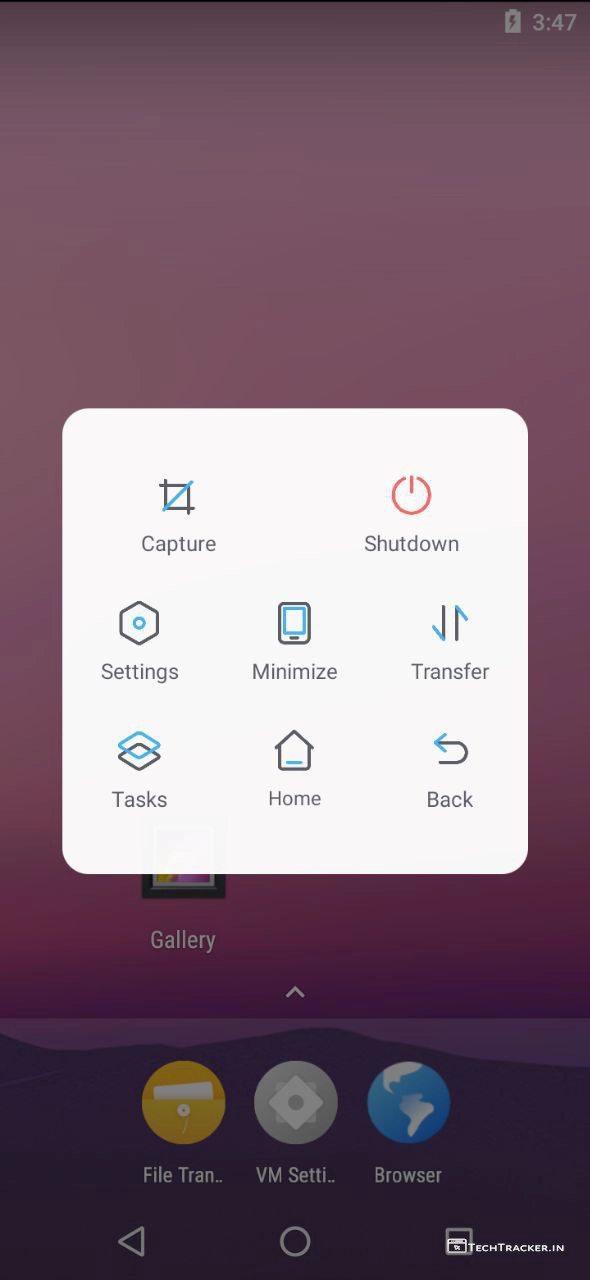 3:47
Capture Shutdown
Settings Minimize Transfer
Tasks Home Back
Gallery
File Tran.. VM Setti.. Browser
TECHTRACKER.IN